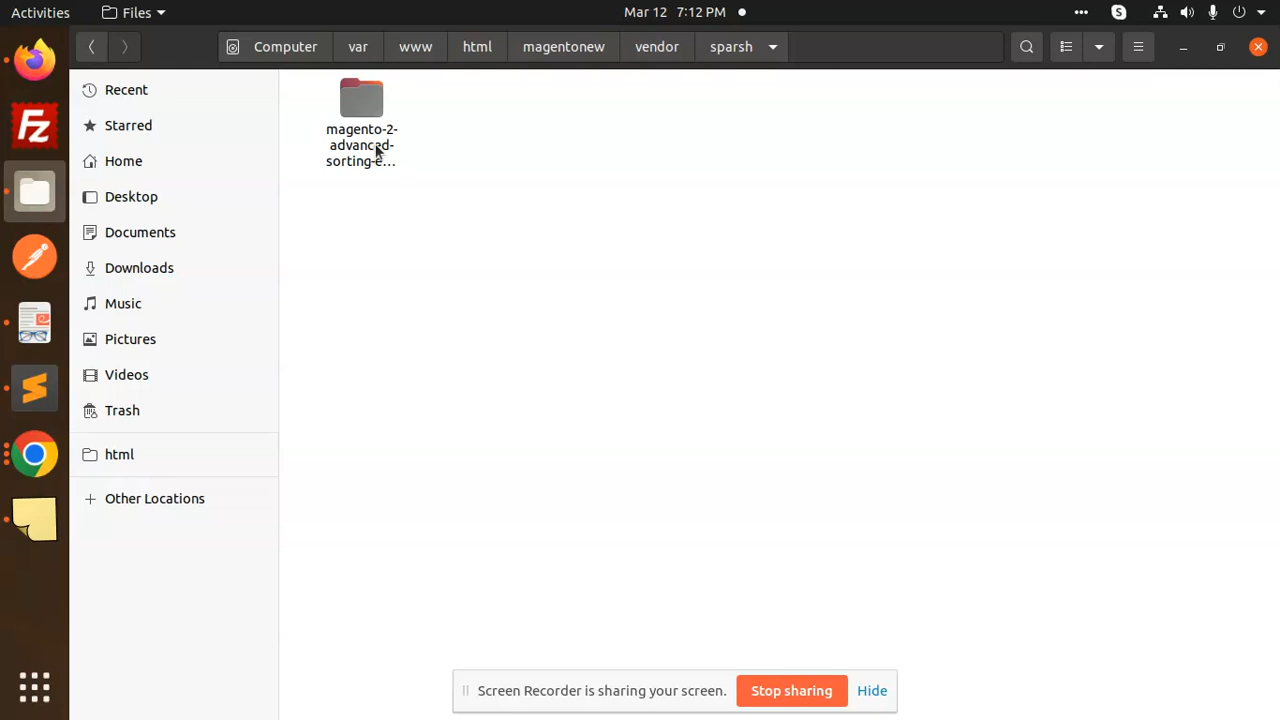 Activities Files Mar 12 7:12 PM
Computer var www html magentonew vendor sparsh
Recent
Starred
Home
Desktop
Documents
Downloads
Music
Pictures
Videos
Trash
html
Other Locations
magento-2-
advanced-
sorting-e...
Screen Recorder is sharing your screen. Stop sharing Hide